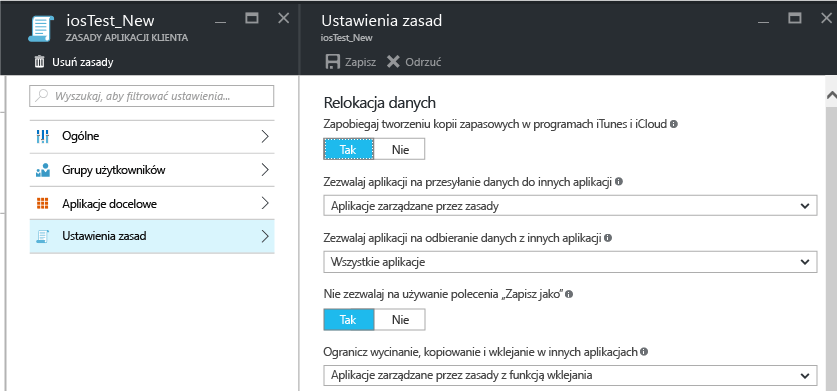 iosTest_New
ZASADY APLIKACJI KLIENTA
Usuń zasady
Wyszukaj, aby filtrować ustawienia...
Ogólne
Grupy użytkowników
Aplikacje docelowe
Ustawienia zasad
Ustawienia zasad
iosTest_New
Zapisz Odrzuć
Relokacja danych
Zapobiegaj tworzeniu kopii zapasowych w programach iTunes i iCloud
Tak Nie
Zezwalaj aplikacji na przesyłanie danych do innych aplikacji
Aplikacje zarządzane przez zasady
Zezwalaj aplikacji na odbieranie danych z innych aplikacji
Wszystkie aplikacje
Nie zezwalaj na używanie polecenia „Zapisz jako”
Tak Nie
Ogranicz wycinanie, kopiowanie i wklejanie w innych aplikacjach
Aplikacje zarządzane przez zasady z funkcją wklejania